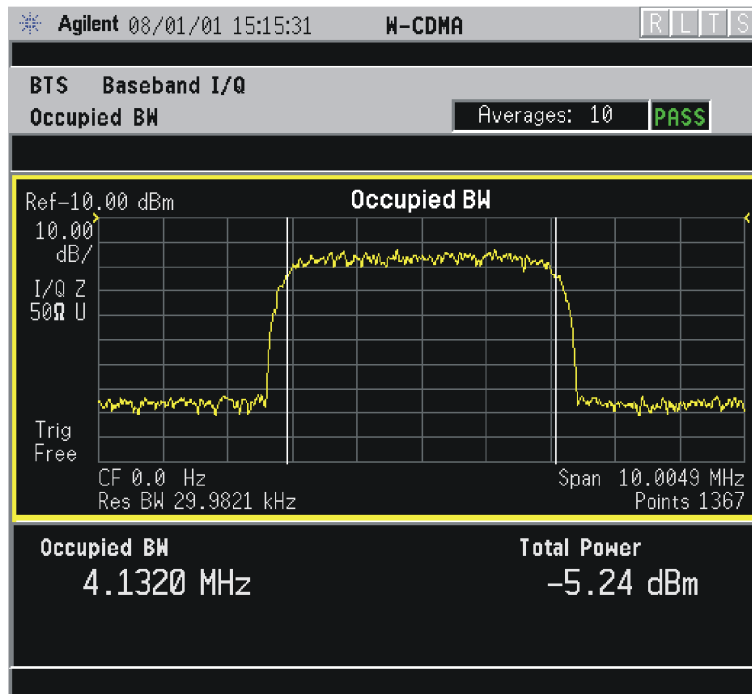 Agilent 08/01/01 15:15:31 W-CDMA R L T S
BTS Baseband I/Q
Occupied BW Averages: 10 PASS
Ref-10.00 dBm Occupied BW
10.00
dB/
I/Q Z
50Ω U
Trig
Free
CF 0.0 Hz Span 10.0049 MHz
Res BW 29.9821 kHz Points 1367
Occupied BW Total Power
4.1320 MHz -5.24 dBm